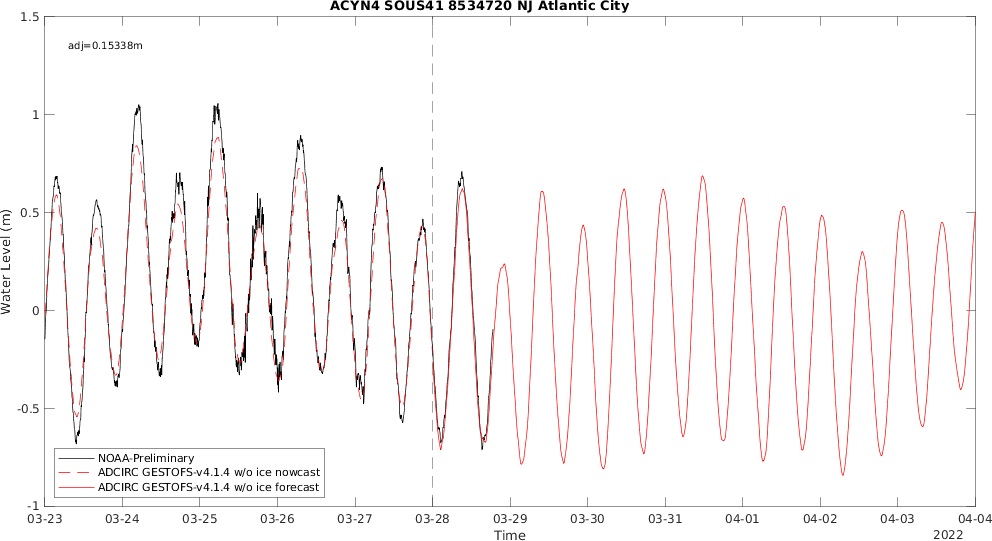 ACYN4 SOUS41 8534720 NJ Atlantic City
adj=0.15338m
1.5
1
0.5
0
-0.5
-1
Water Level (m)
NOAA-Preliminary
ADCIRC GESTOFS-v4.1.4 w/o ice nowcast
ADCIRC GESTOFS-v4.1.4 w/o ice forecast
03-23 03-24 03-25 03-26 03-27 03-28 03-29 03-30 03-31 04-01 04-02 04-03 04-04
Time
2022